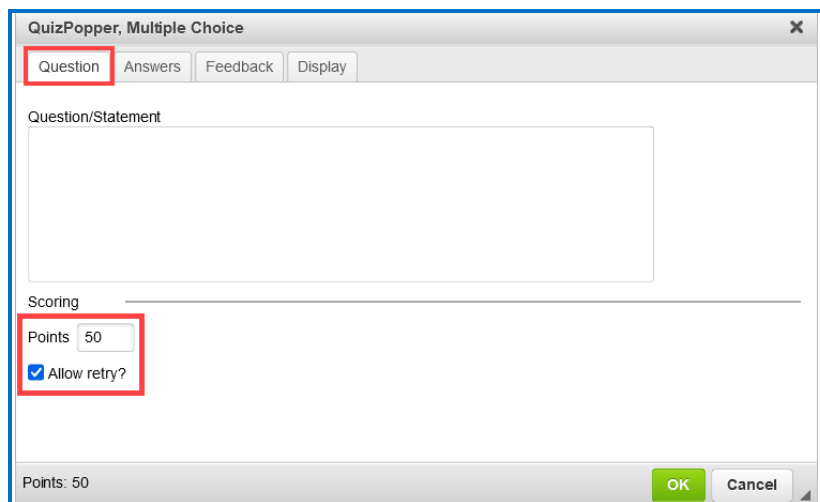 QuizPopper, Multiple Choice
Question Answers Feedback Display
Question/Statement
Scoring
Points 50
Allow retry?
Points: 50 OK Cancel